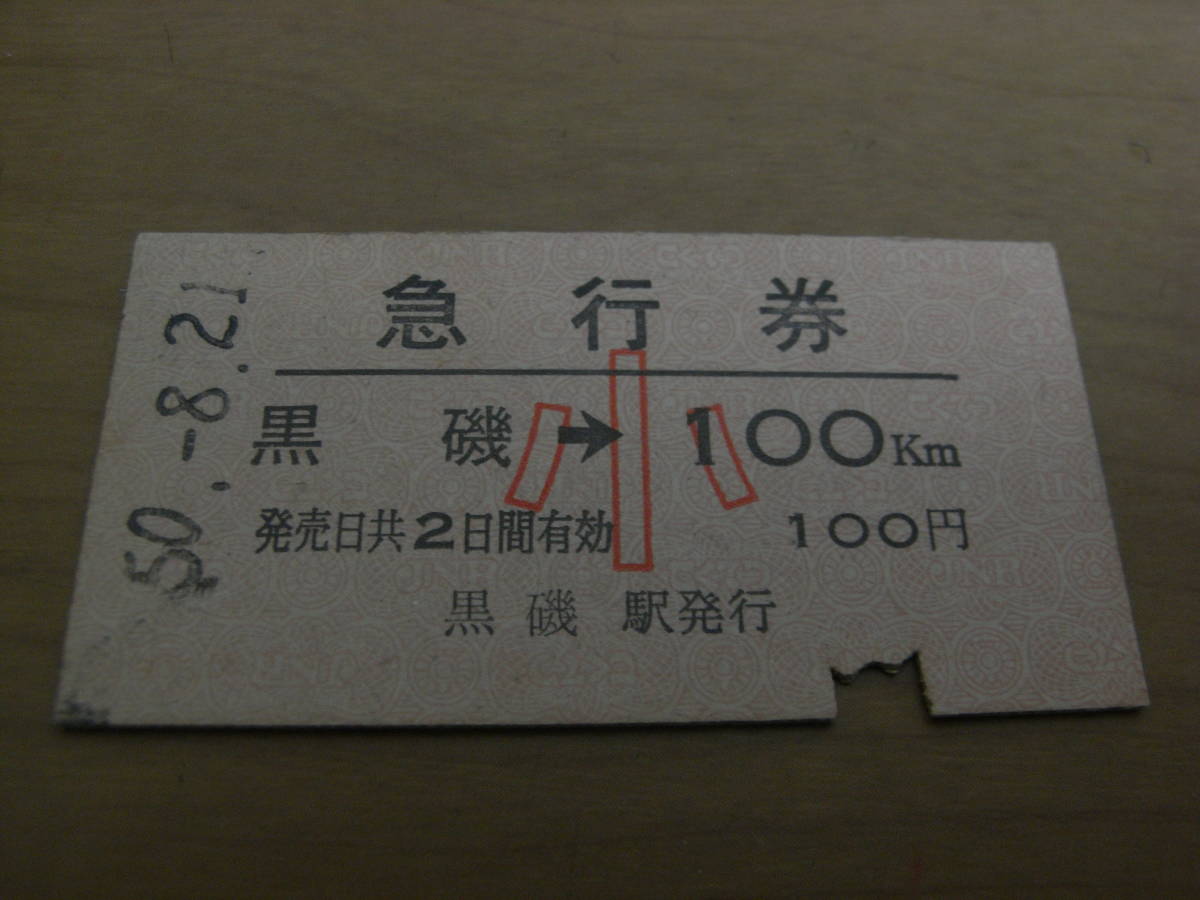 50.-8.21
急行券
黒磯➡100Km
小
発売日共2日間有効 100円
黒磯駅発行